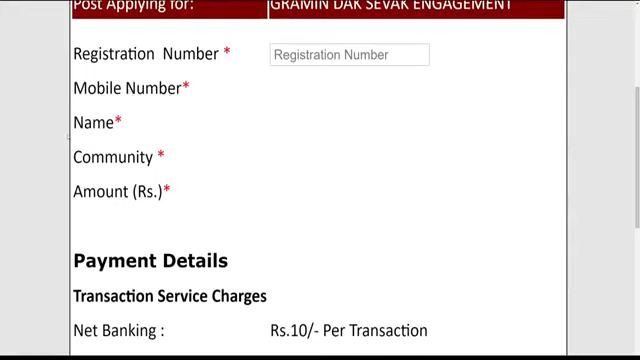 Post Applying for: GRAMIN DAK SEVAK ENGAGEMENT
Registration Number * Registration Number
Mobile Number*
Name*
Community *
Amount (Rs.)*
Payment Details
Transaction Service Charges
Net Banking : Rs.10/- Per Transaction